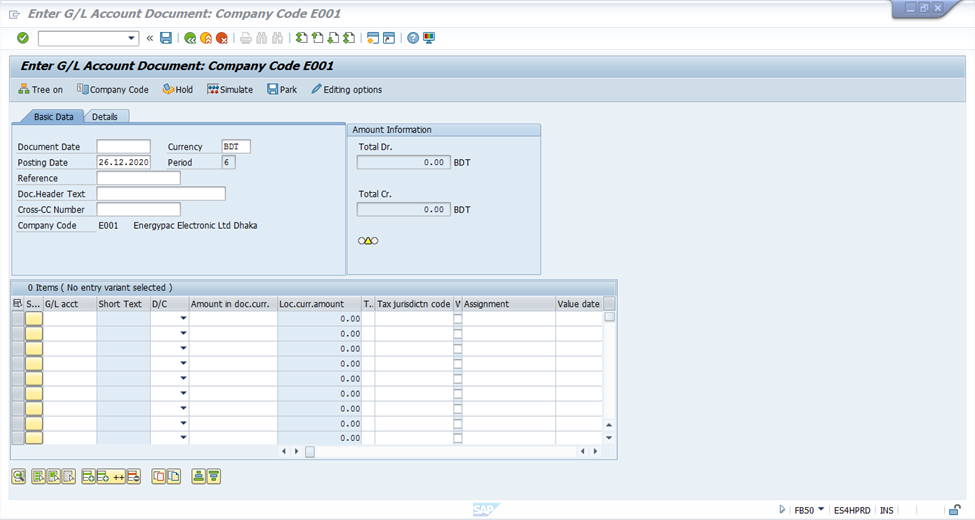 Enter G/L Account Document: Company Code E001
Enter G/L Account Document: Company Code E001
Tree on Company Code Hold Simulate Park Editing options
Basic Data Details
Amount Information
Document Date Currency BDT
Total Dr.
Posting Date 26.12.2020 Period 6
0.00 BDT
Reference
Doc.Header Text
Total Cr.
Cross-CC Number
0.00 BDT
Company Code E001 Energypac Electronic Ltd Dhaka
0 Items ( No entry variant selected )
S... G/L acct Short Text D/C Amount in doc.curr. Loc.curr.amount T.. Tax jurisdictn code W Assignment Value date
0.00
0.00
0.00
0.00
0.00
0.00
0.00
0.00
0.00
++
SAP
FB50 ES4HPRD INS